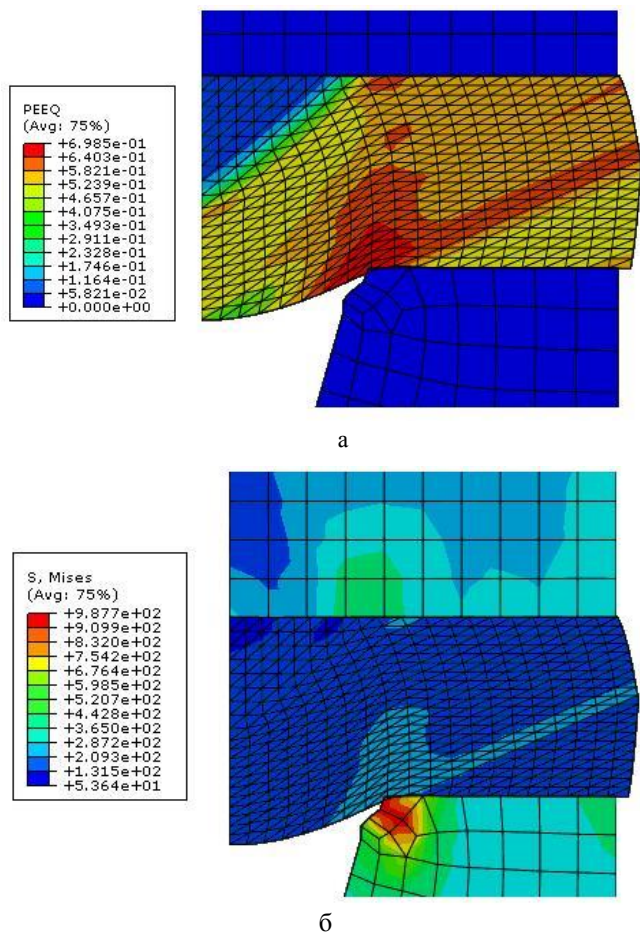 PEEQ
(Avg: 75%)
+6.985e-01
+6.403e-01
+5.821e-01
+5.239e-01
+4.657e-01
+4.075e-01
+3.493e-01
+2.911e-01
+2.328e-01
+1.746e-01
+1.164e-01
+5.821e-02
+0.000e+00
а
S, Mises
(Avg: 75%)
+9.877e+02
+9.099e+02
+8.320e+02
+7.542e+02
+6.764e+02
+5.985e+02
+5.207e+02
+4.428e+02
+3.650e+02
+2.872e+02
+2.093e+02
+1.315e+02
+5.364e+01
б